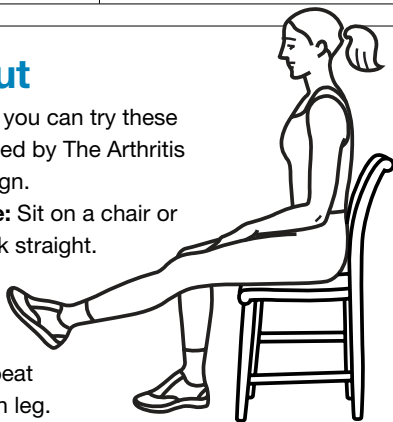 ut
you can try these
ed by The Arthritis
gn.
e: Sit on a chair or
k straight.
eat
n leg.